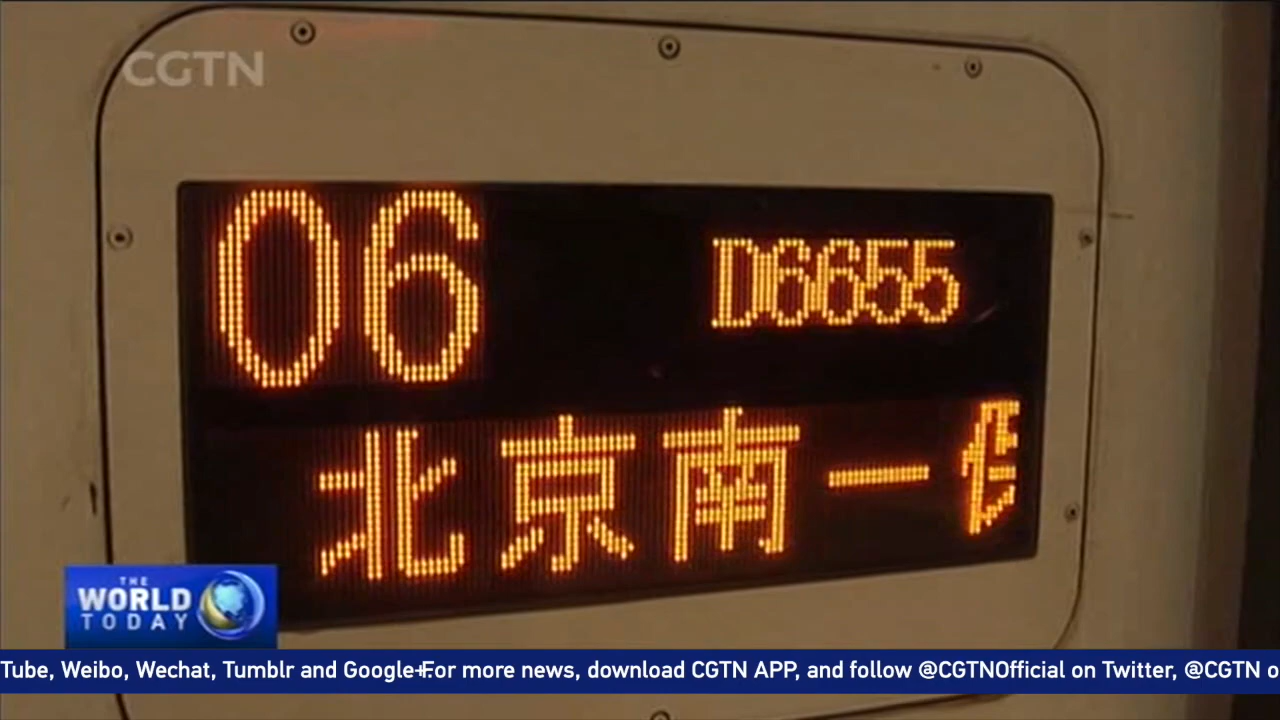 CGTN
06
D6655
北京南一
THE
WORLD
TODAY
Tube, Weibo, Wechat, Tumblr and Google+.For more news, download CGTN APP, and follow @CGTNOfficial on Twitter, @CGTN o